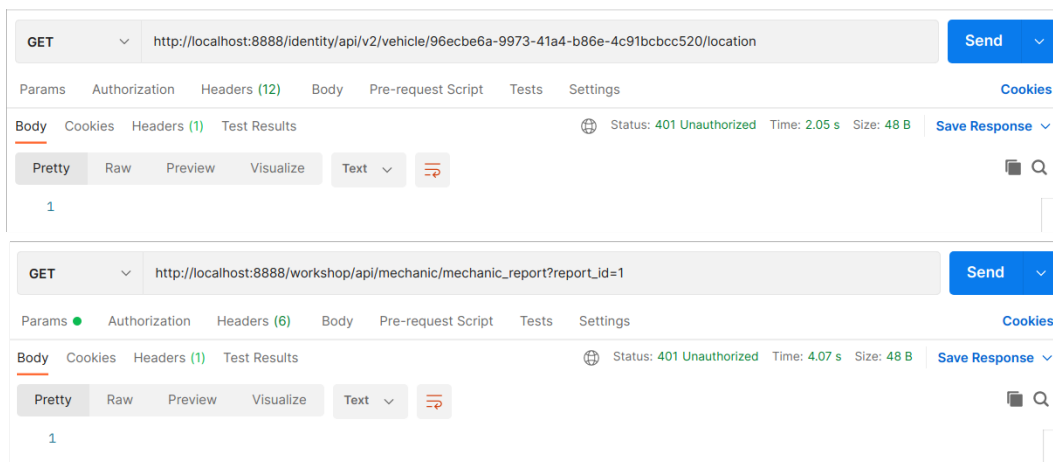 GET http://localhost:8888/identity/api/v2/vehicle/96ecbe6a-9973-41a4-b86e-4c91bcbcc520/location Send
Params Authorization Headers (12) Body Pre-request Script Tests Settings Cookies
Body Cookies Headers (1) Test Results Status: 401 Unauthorized Time: 2.05 s Size: 48 B Save Response
Pretty Raw Preview Visualize Text
1
GET http://localhost:8888/workshop/api/mechanic/mechanic_report?report_id=1 Send
Params Authorization Headers (6) Body Pre-request Script Tests Settings Cookies
Body Cookies Headers (1) Test Results Status: 401 Unauthorized Time: 4.07 s Size: 48 B Save Response
Pretty Raw Preview Visualize Text
1